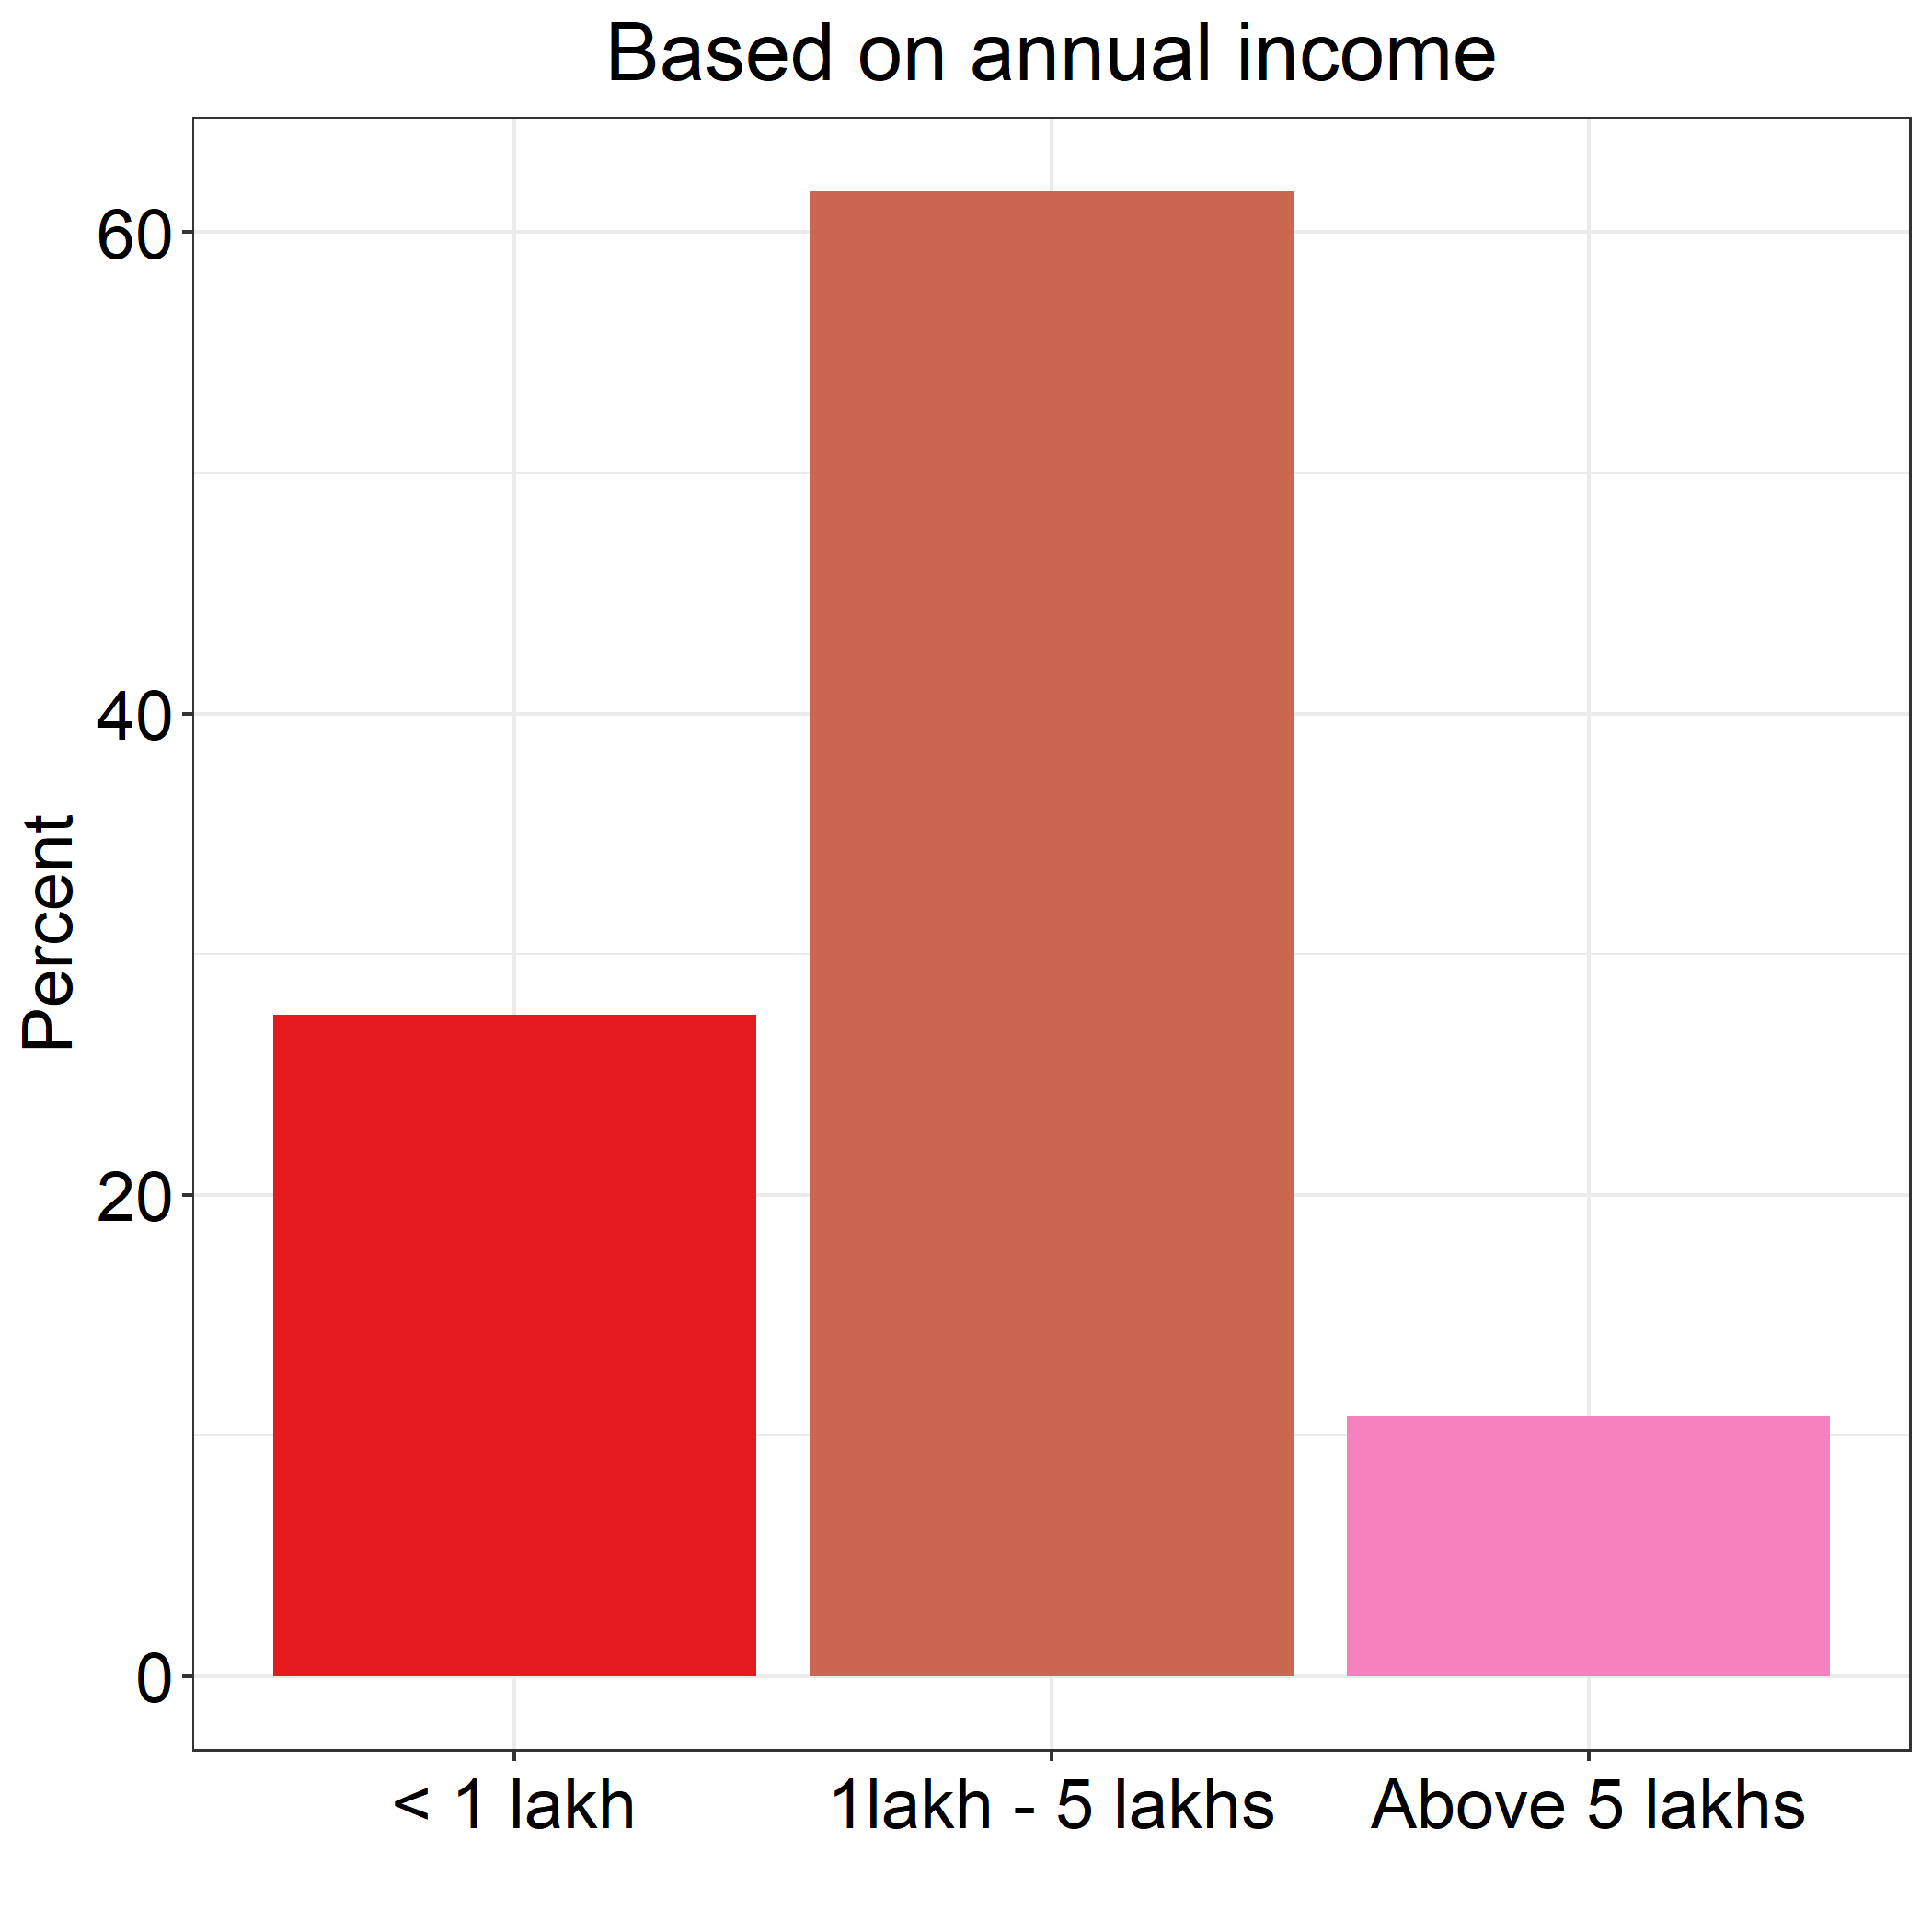 Based on annual income
Percent
60
40
20
0
< 1 lakh
1lakh - 5 lakhs
Above 5 lakhs